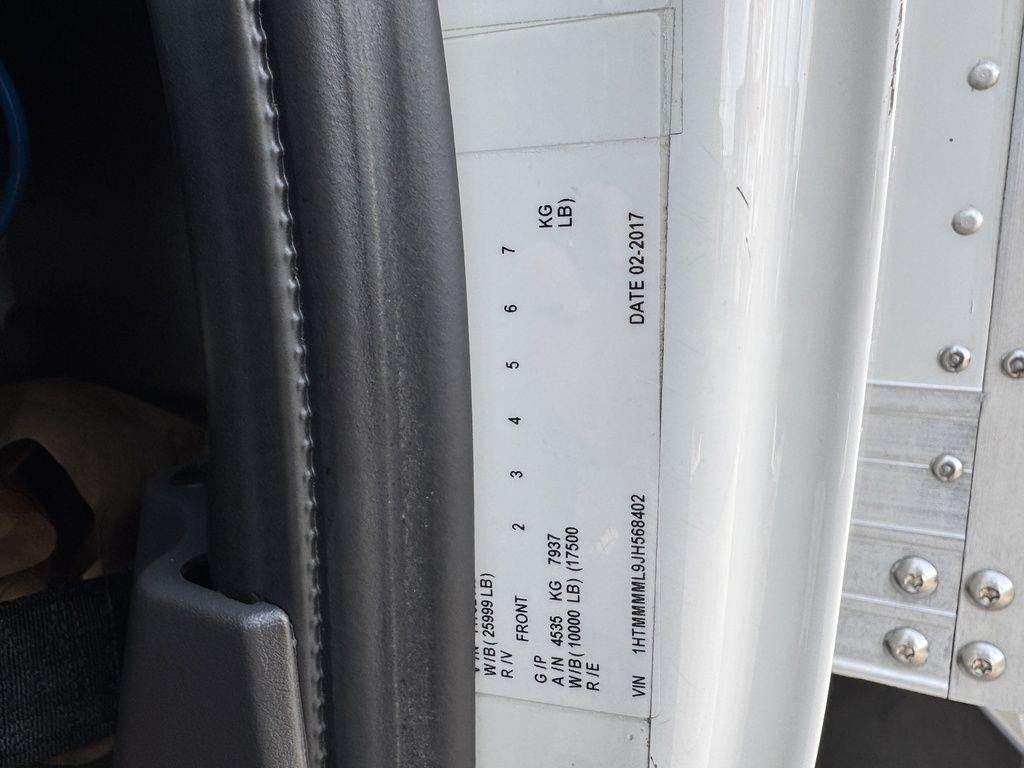 W/B( 25999 LB)
R /V FRONT 2 3 4 5 6 7
G /P
A /N 4535 KG 7937 KG
W/B( 10000 LB) (17500 LB)
R /E
VIN 1HTMMMML9JH568402 DATE 02-2017